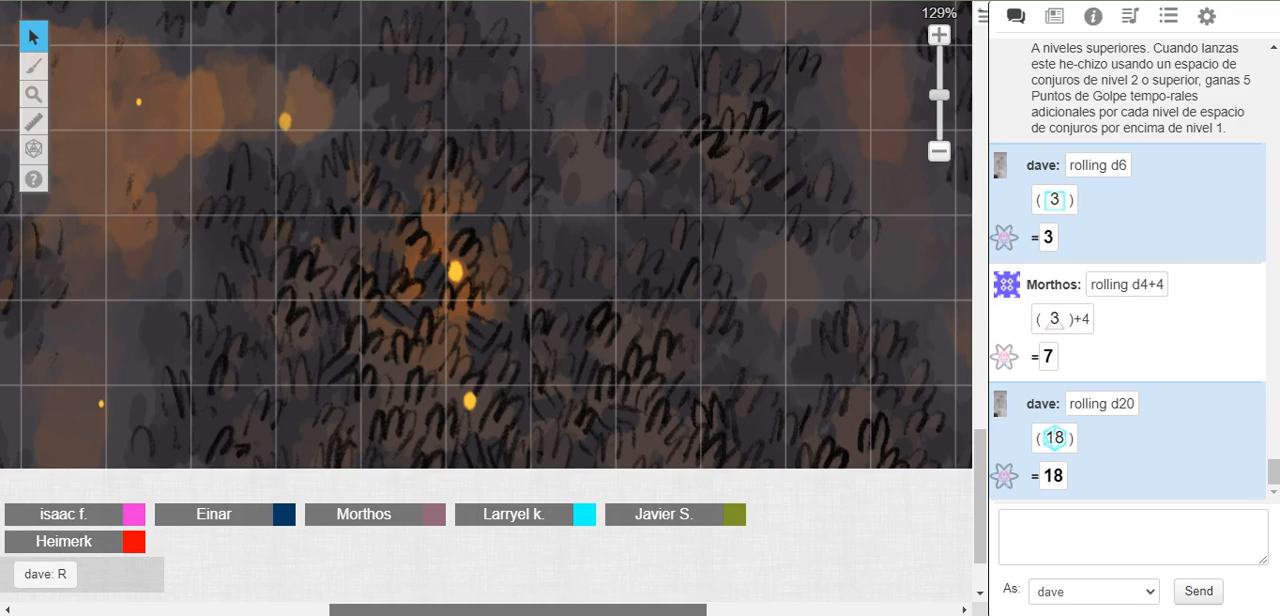 129%
A niveles superiores. Cuando lanzas
este he-chizo usando un espacio de
conjuros de nivel 2 o superior, ganas 5
Puntos de Golpe tempo-rales
adicionales por cada nivel de espacio
de conjuros por encima de nivel 1.
dave: rolling d6
( 3 )
= 3
Morthos: rolling d4+4
( 3 )+4
= 7
dave: rolling d20
( 18 )
= 18
isaac f.
Einar
Morthos
Larryel k.
Javier S.
Heimerk
dave: R
As: dave Send